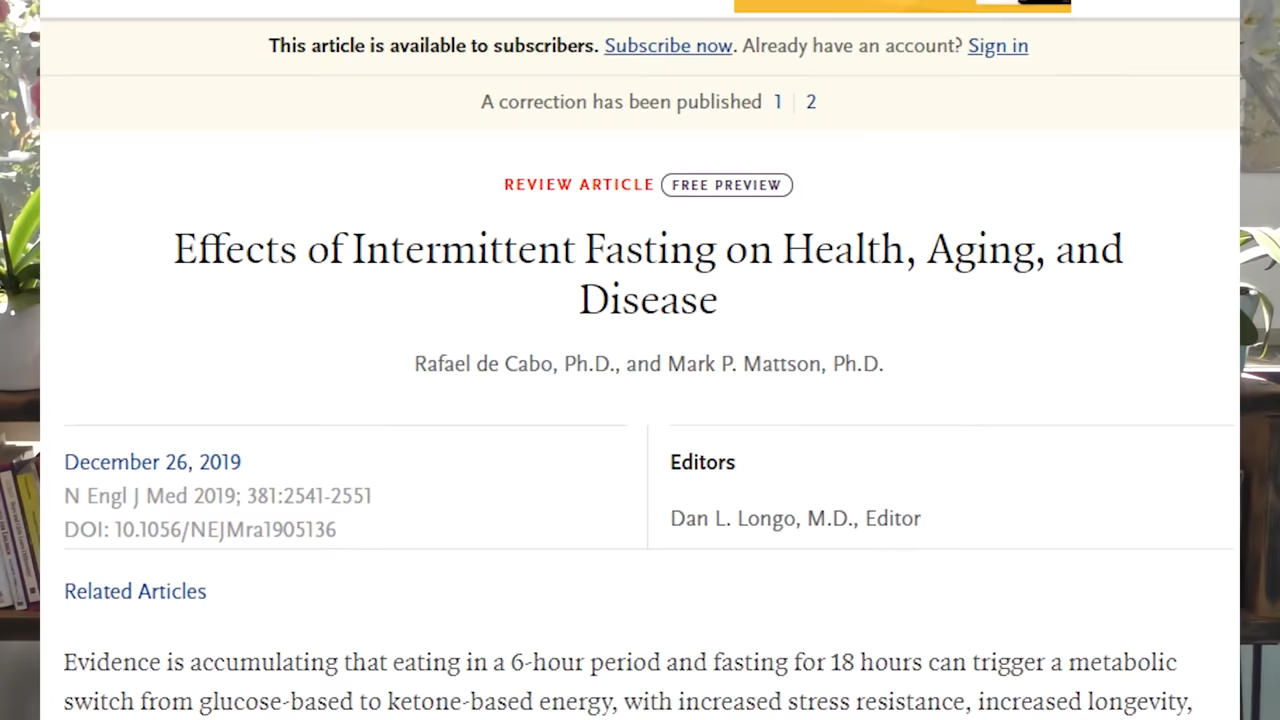 This article is available to subscribers. Subscribe now. Already have an account? Sign in
A correction has been published 1 2
REVIEW ARTICLE FREE PREVIEW
Effects of Intermittent Fasting on Health, Aging, and
Disease
Rafael de Cabo, Ph.D., and Mark P. Mattson, Ph.D.
December 26, 2019
N Engl J Med 2019; 381:2541-2551
DOI: 10.1056/NEJMra1905136
Editors
Dan L. Longo, M.D., Editor
Related Articles
Evidence is accumulating that eating in a 6-hour period and fasting for 18 hours can trigger a metabolic
switch from glucose-based to ketone-based energy, with increased stress resistance, increased longevity,